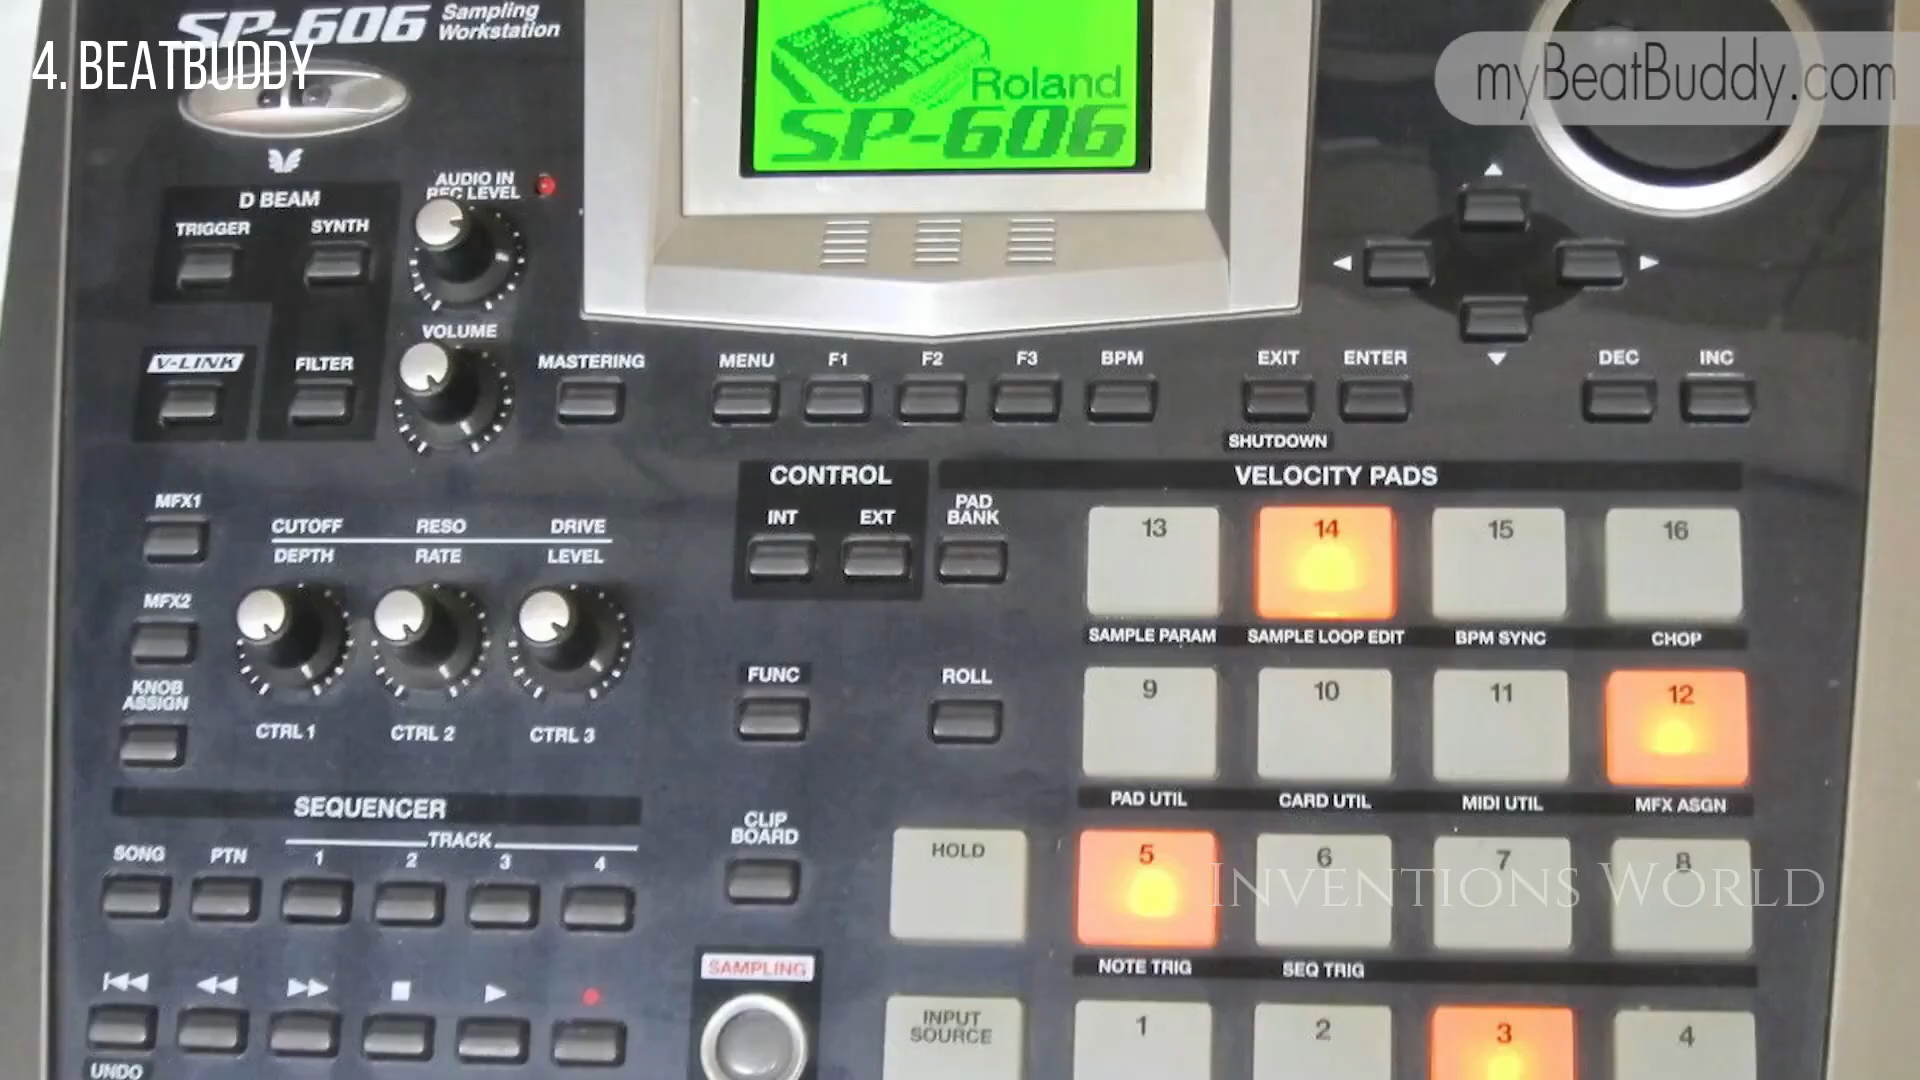 SP-606 Sampling Workstation
4. BEATBUDDY
myBeatBuddy.com
Roland
SP-606
D BEAM
TRIGGER SYNTH
AUDIO IN
REC LEVEL
VOLUME
V-LINK FILTER
MASTERING MENU F1 F2 F3 BPM EXIT ENTER DEC INC
SHUTDOWN
CONTROL
INT EXT
PAD BANK
VELOCITY PADS
MFX1
CUTOFF RESO DRIVE
DEPTH RATE LEVEL
MFX2
KNOB ASSIGN
CTRL 1 CTRL 2 CTRL 3
FUNC ROLL
13 14 15 16
SAMPLE PARAM SAMPLE LOOP EDIT BPM SYNC CHOP
9 10 11 12
PAD UTIL CARD UTIL MIDI UTIL MFX ASGN
SEQUENCER
TRACK
SONG PTN 1 2 3 4
CLIP BOARD
HOLD 5 6 7 8
INVENTIONS WORLD
NOTE TRIG SEQ TRIG
SAMPLING
INPUT SOURCE 1 2 3 4
UNDO